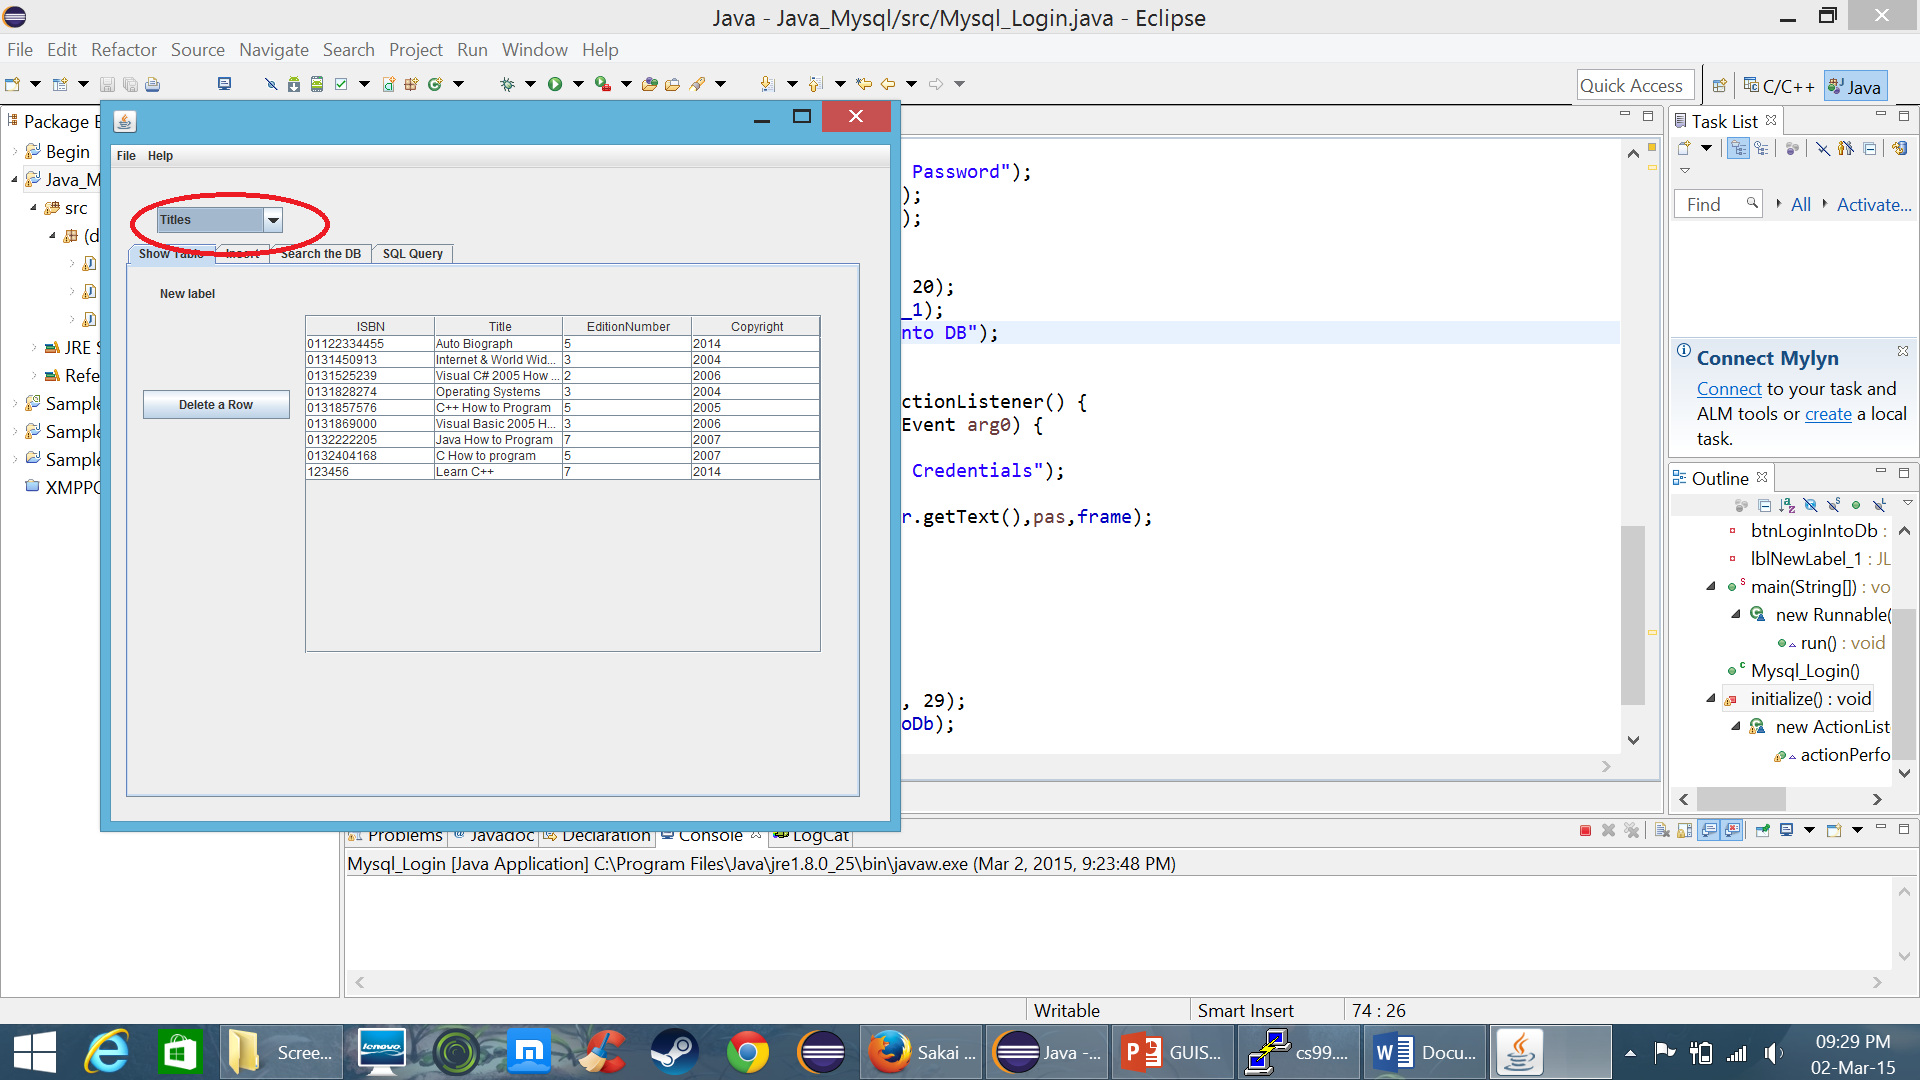 Java - Java_Mysql/src/Mysql_Login.java - Eclipse
File Edit Refactor Source Navigate Search Project Run Window Help
Quick Access
C/C++
Java
Package E
Begin
Java_M
src
(d
JRE S
Refe
Sample
Sample
Sample
XMPPC
File Help
Titles
Show Table Insert Search the DB SQL Query
New label
ISBN Title EditionNumber Copyright
01122334455 Auto Biograph 5 2014
0131450913 Internet & World Wid... 3 2004
0131525239 Visual C# 2005 How ... 2 2006
0131828274 Operating Systems 3 2004
0131857576 C++ How to Program 5 2005
0131869000 Visual Basic 2005 H... 3 2006
0132222205 Java How to Program 7 2007
0132404168 C How to program 5 2007
123456 Learn C++ 7 2014
Delete a Row
Password");
);
);
20);
_1);
nto DB");
ctionListener() {
Event arg0) {
Credentials");
r.getText(),pas,frame);
, 29);
oDb);
Task List
Find
All
Activate...
Connect Mylyn
Connect to your task and
ALM tools or create a local
task.
Outline
btnLoginIntoDb :
lblNewLabel_1 : JL
main(String[]) : vo
new Runnable(
run() : void
Mysql_Login()
initialize() : void
new ActionList
actionPerfo
Problems Javadoc Declaration Console LogCat
Mysql_Login [Java Application] C:\Program Files\Java\jre1.8.0_25\bin\javaw.exe (Mar 2, 2015, 9:23:48 PM)
Writable Smart Insert 74 : 26
Scree...
lenovo
Sakai ...
Java -...
GUIS...
cs99....
Docu...
09:29 PM
02-Mar-15